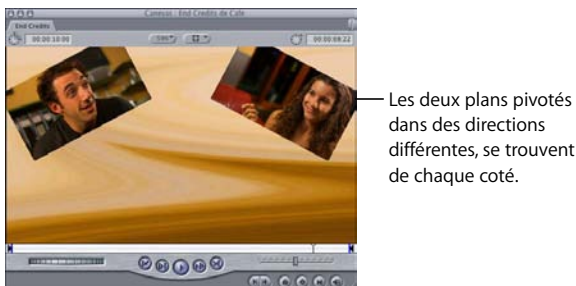 Canevas : End Credits de Cafe
End Credits
00:00:10:00
00:00:08:22
Les deux plans pivotés
dans des directions
différentes, se trouvent
de chaque coté.